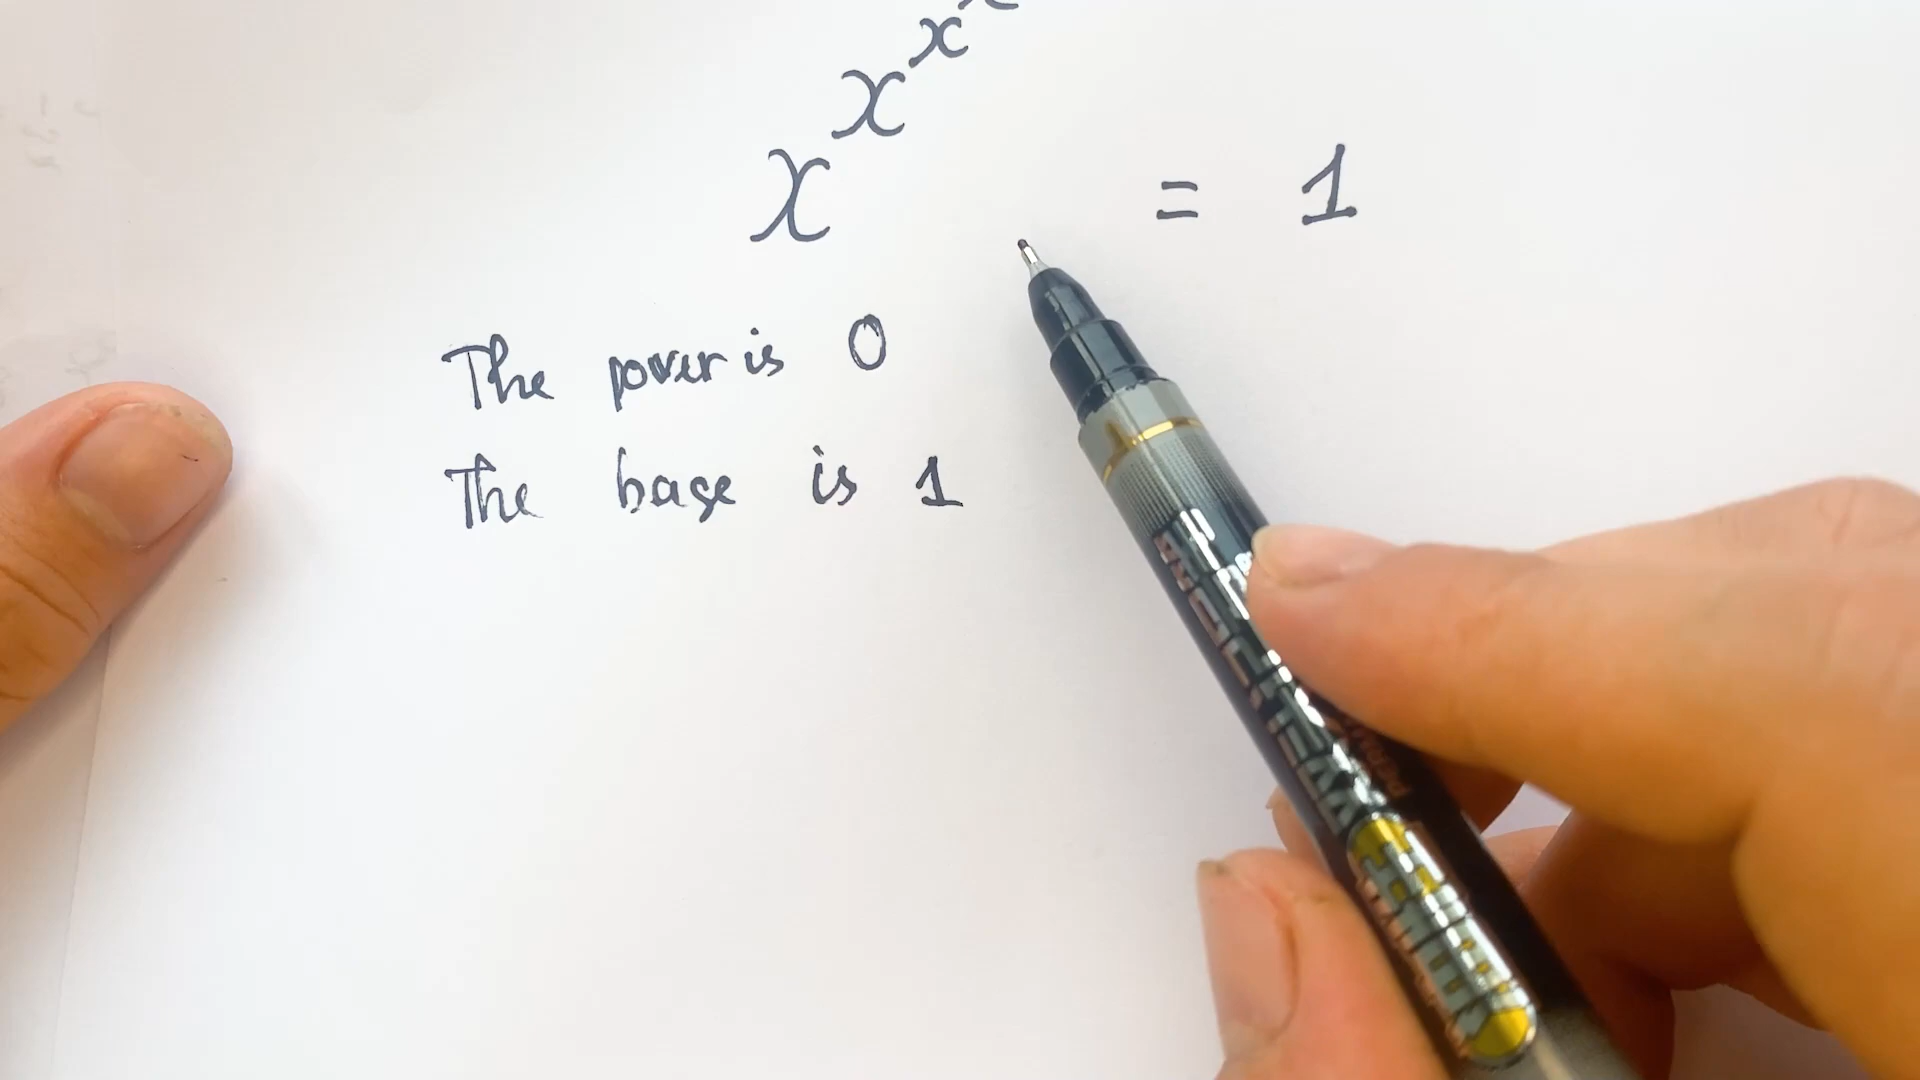 x^x^x^x = 1
The power is 0
The base is 1